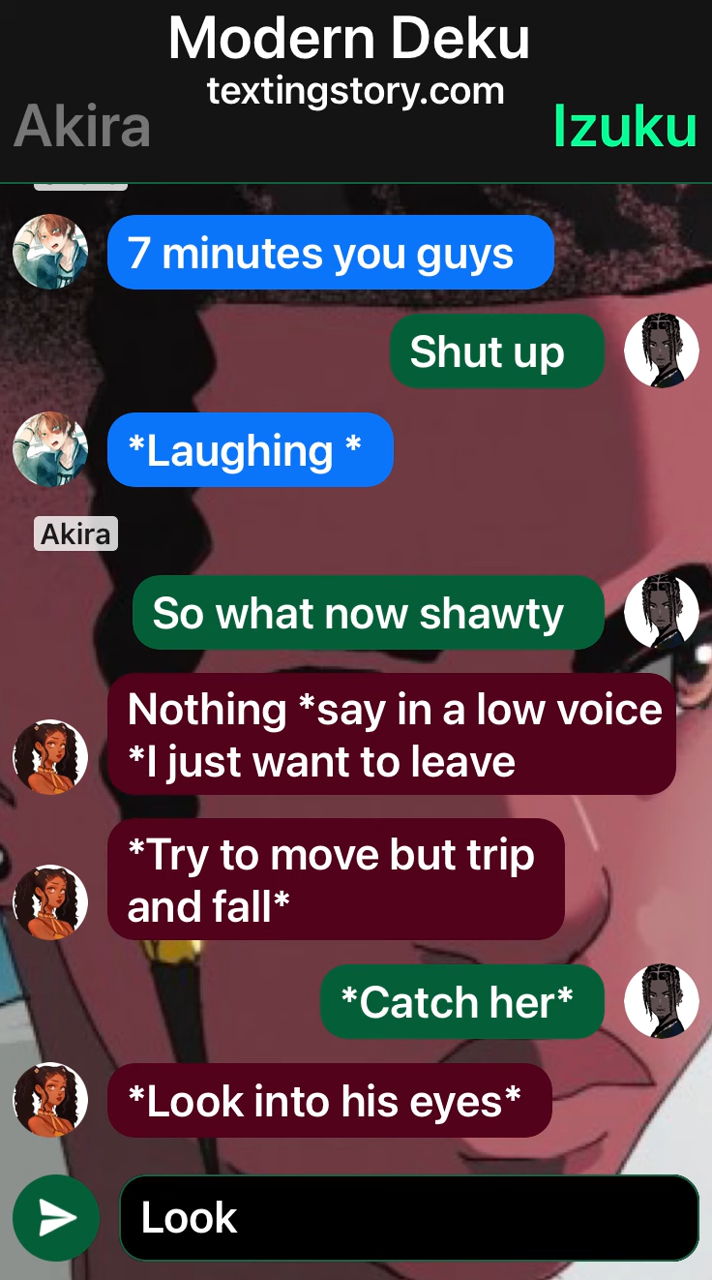 Modern Deku
textingstory.com
Akira
Izuku
7 minutes you guys
Shut up
*Laughing *
Akira
So what now shawty
Nothing *say in a low voice
*I just want to leave
*Try to move but trip
and fall*
*Catch her*
*Look into his eyes*
Look